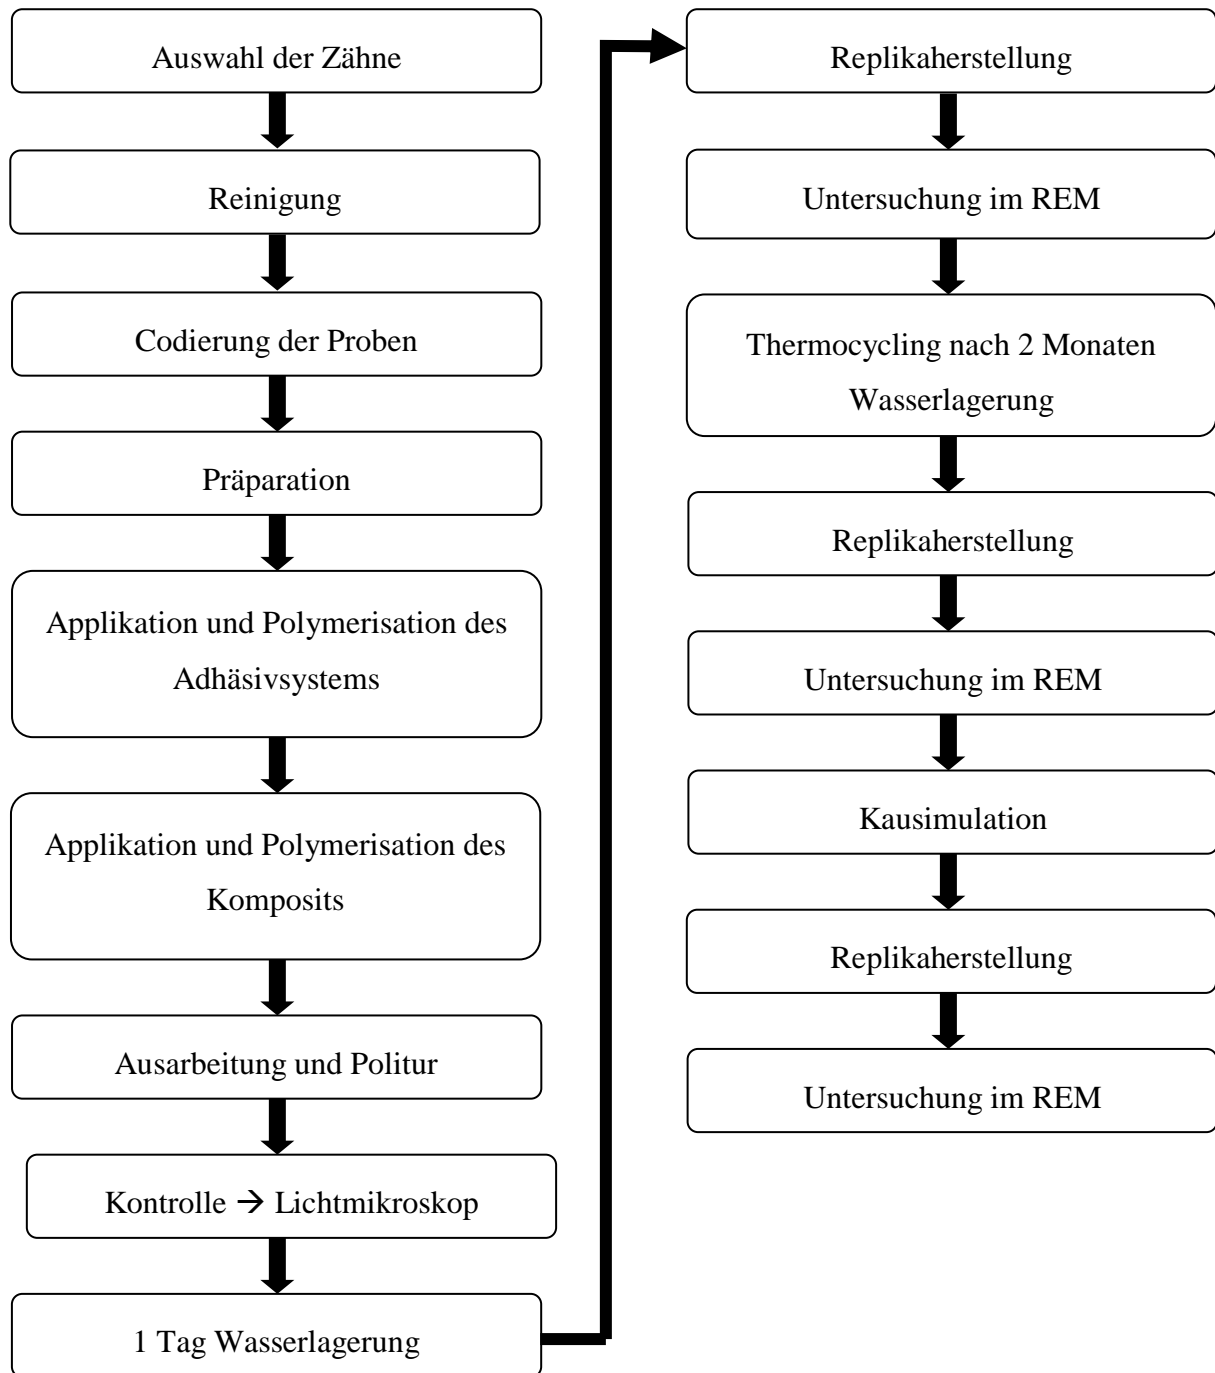 Auswahl der Zähne
Reinigung
Codierung der Proben
Präparation
Applikation und Polymerisation des
Adhäsivsystems
Applikation und Polymerisation des
Komposits
Ausarbeitung und Politur
Kontrolle → Lichtmikroskop
1 Tag Wasserlagerung
Replikaherstellung
Untersuchung im REM
Thermocycling nach 2 Monaten
Wasserlagerung
Replikaherstellung
Untersuchung im REM
Kausimulation
Replikaherstellung
Untersuchung im REM